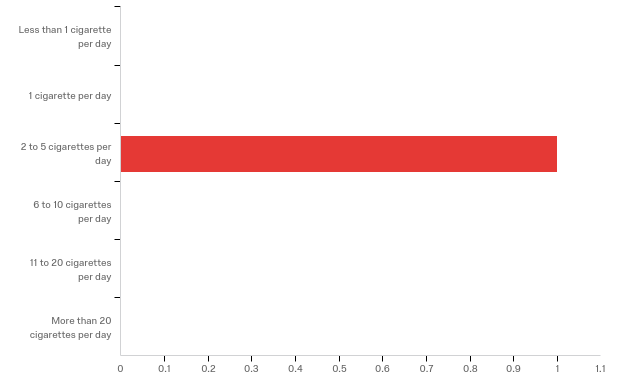 Less than 1 cigarette
per day
1 cigarette per day
2 to 5 cigarettes per
day
6 to 10 cigarettes
per day
11 to 20 cigarettes
per day
More than 20
cigarettes per day
0 0.1 0.2 0.3 0.4 0.5 0.6 0.7 0.8 0.9 1 1.1